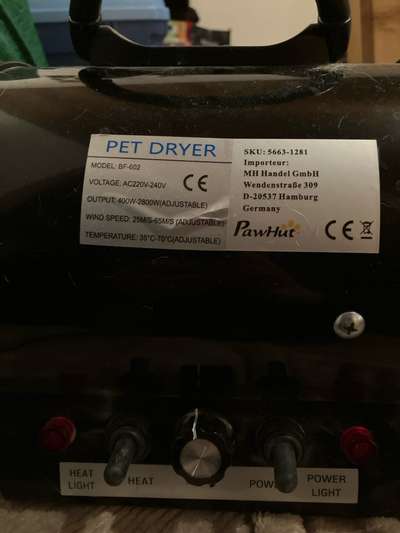 PET DRYER
MODEL: BF-602
VOLTAGE: AC220V-240V
CE
OUTPUT: 400W-2800W(ADJUSTABLE)
WIND SPEED: 25M/S-65M/S (ADJUSTABLE)
TEMPERATURE: 35°C-70°C(ADJUSTABLE)
SKU: 5663-1281
Importeur:
MH Handel GmbH
Wendenstraße 309
D-20537 Hamburg
Germany
PawHut CE
HEAT LIGHT
HEAT
POWER
POWER LIGHT